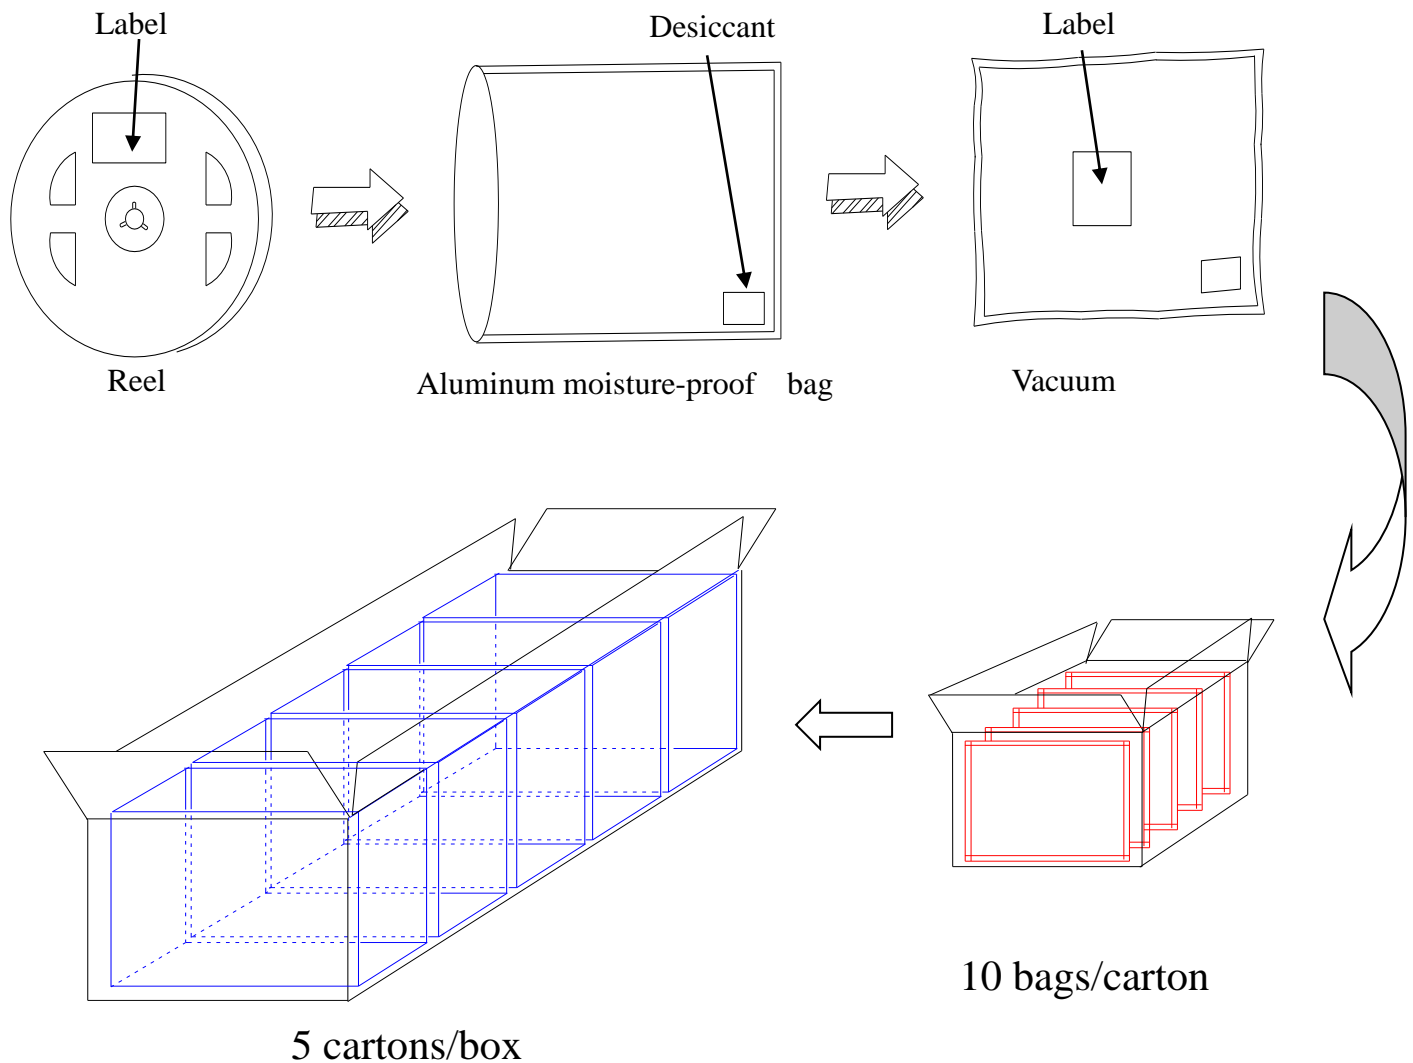 Label
Desiccant
Label
Reel
Aluminum moisture-proof bag
Vacuum
10 bags/carton
5 cartons/box